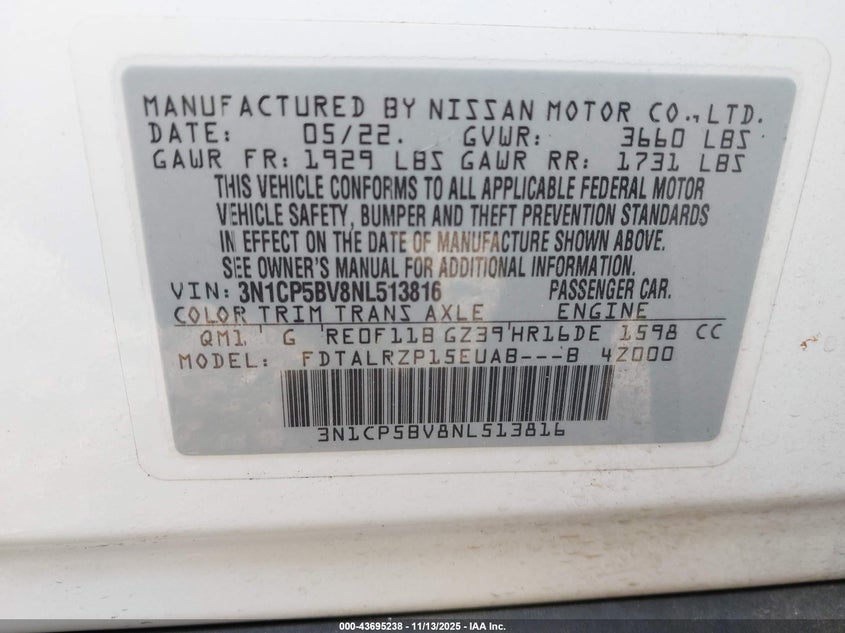 MANUFACTURED BY NISSAN MOTOR CO., LTD.
DATE: 05/22. GVWR: 3660 LBS
GAWR FR: 1929 LBS GAWR RR: 1731 LBS
THIS VEHICLE CONFORMS TO ALL APPLICABLE FEDERAL MOTOR
VEHICLE SAFETY, BUMPER AND THEFT PREVENTION STANDARDS
IN EFFECT ON THE DATE OF MANUFACTURE SHOWN ABOVE.
SEE OWNER'S MANUAL FOR ADDITIONAL INFORMATION.
VIN: 3N1CP5BV8NL513816 PASSENGER CAR.
COLOR TRIM TRANS AXLE ENGINE
QM1 G RE0F11B GZ39 HR16DE 1598 CC
MODEL: FDTALRZP15EUAB---B 4Z000
3N1CP5BV8NL513816
000-43695238 - 11/13/2025 - IAA Inc.